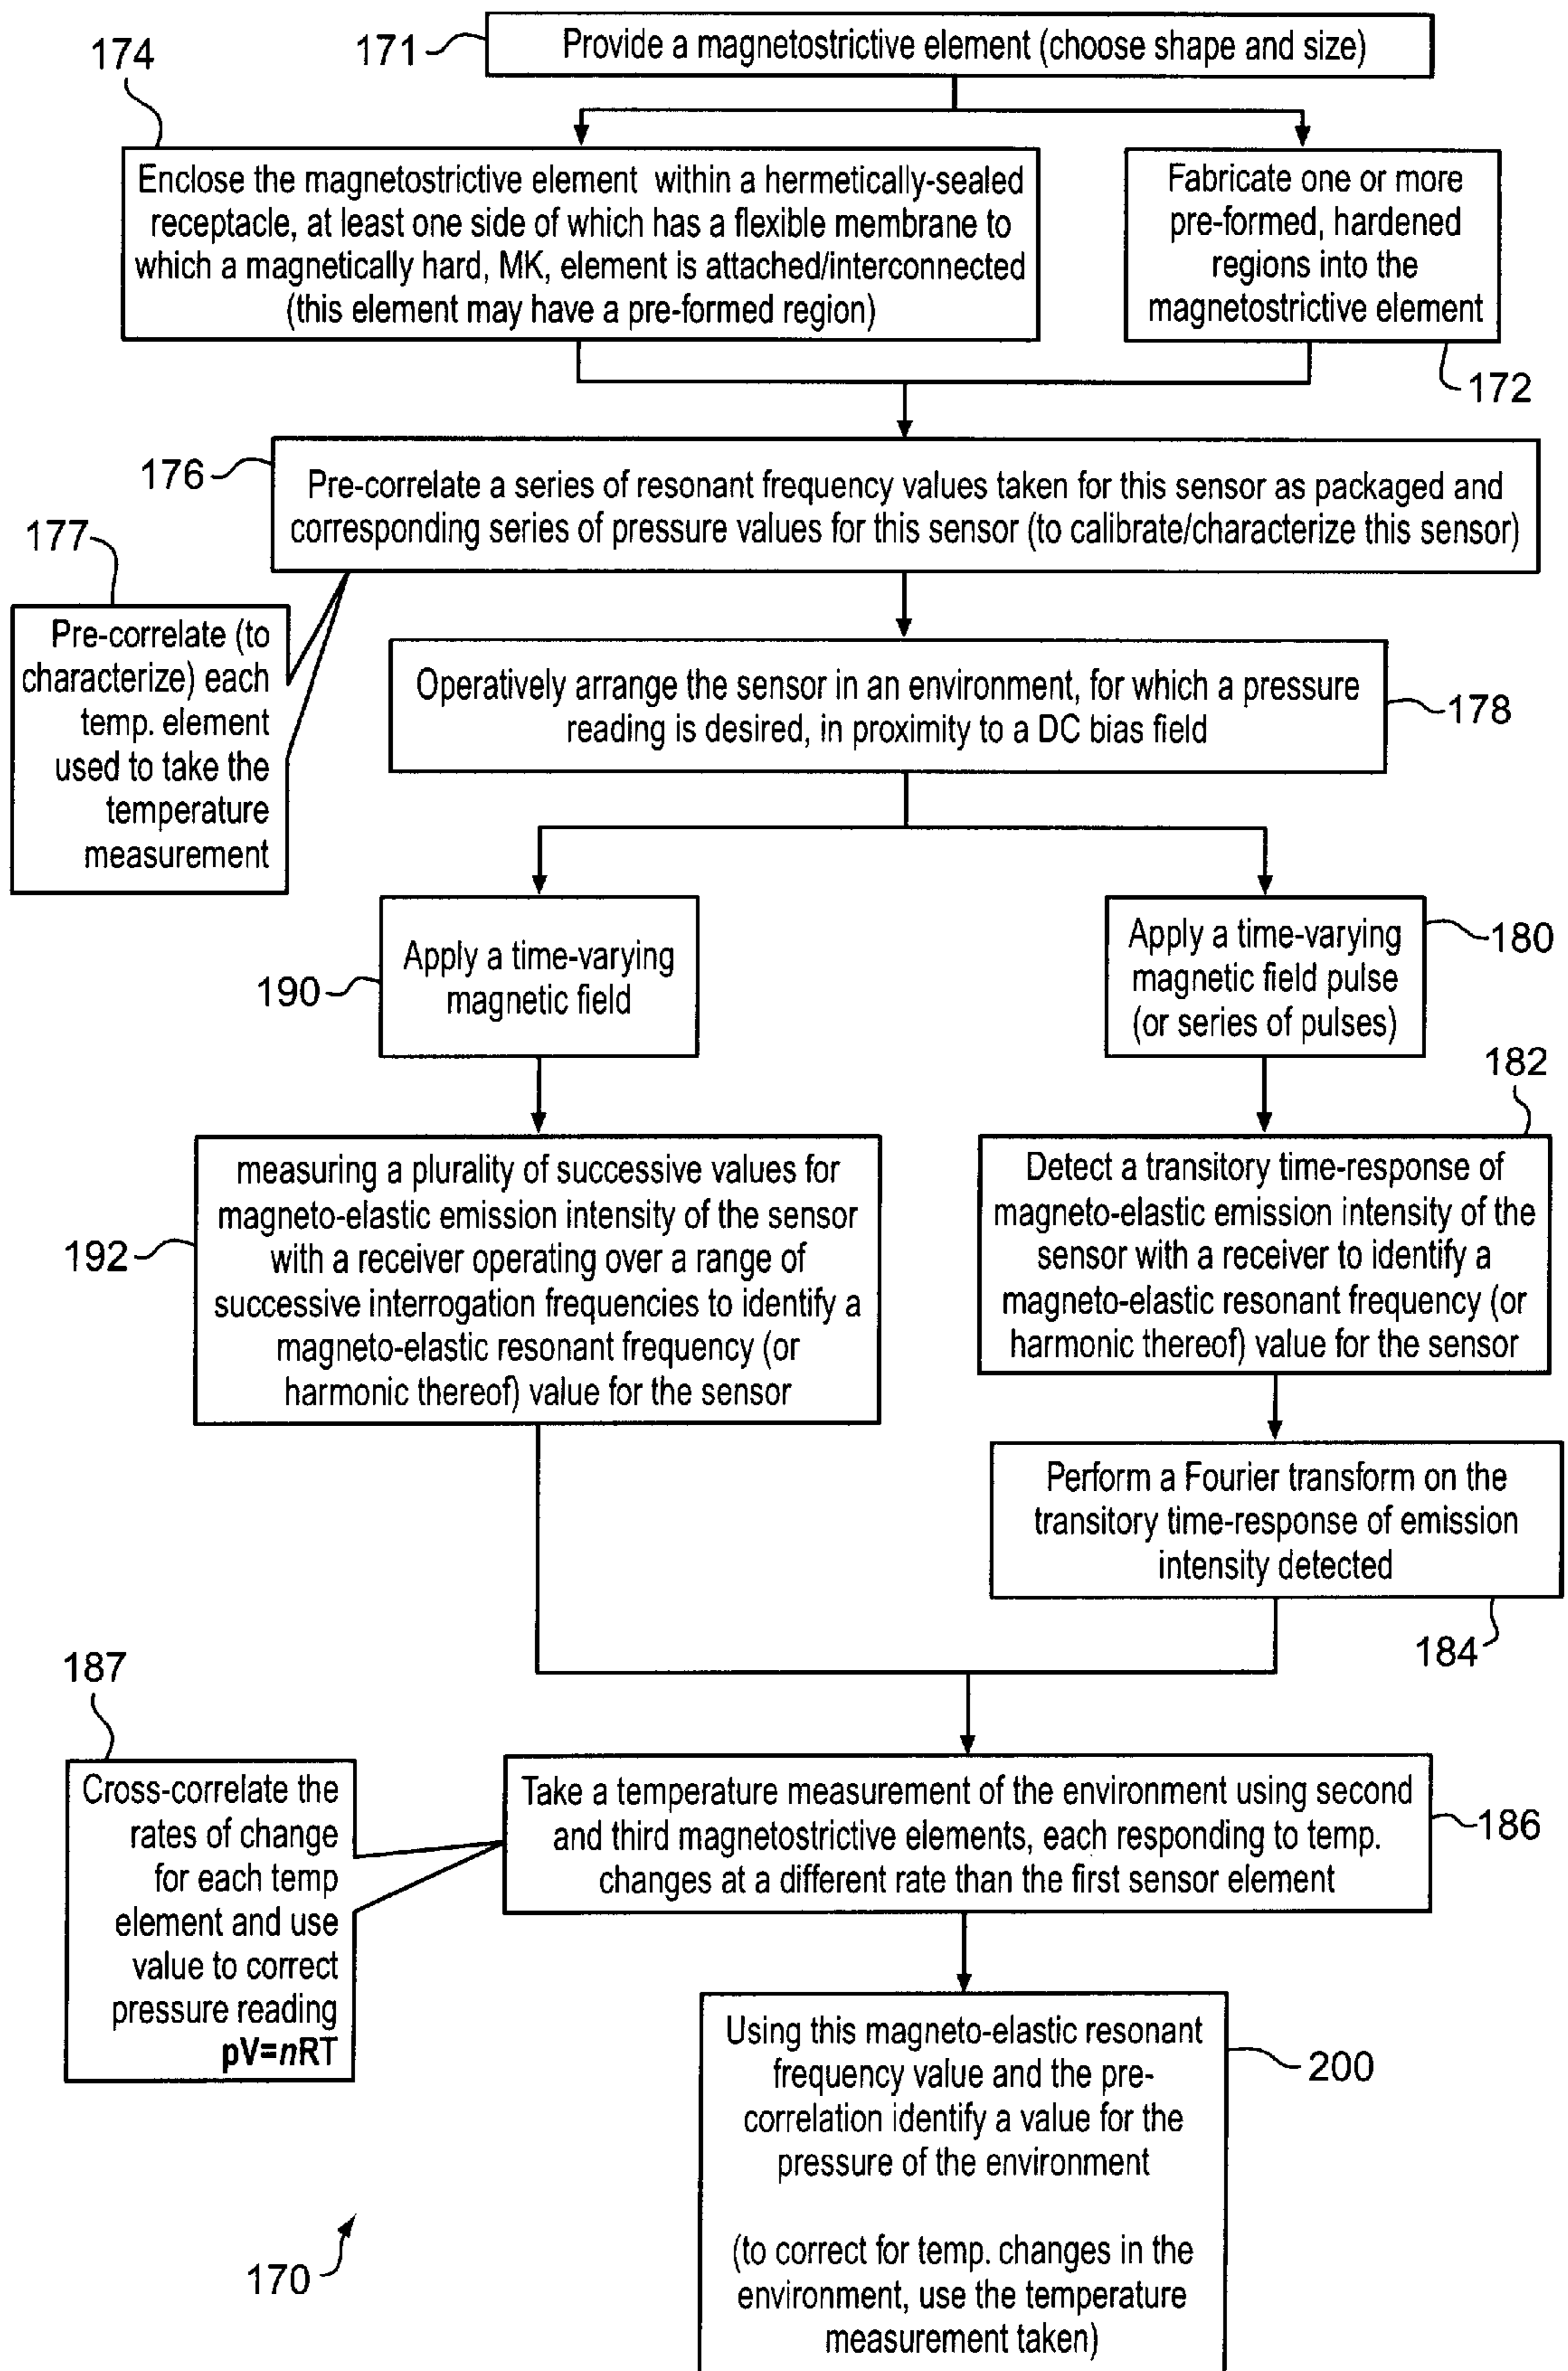 171
Provide a magnetostrictive element (choose shape and size)
174
Enclose the magnetostrictive element within a hermetically-sealed
receptacle, at least one side of which has a flexible membrane to
which a magnetically hard, MK, element is attached/interconnected
(this element may have a pre-formed region)
Fabricate one or more
pre-formed, hardened
regions into the
magnetostrictive element
172
176
Pre-correlate a series of resonant frequency values taken for this sensor as packaged and
corresponding series of pressure values for this sensor (to calibrate/characterize this sensor)
177
Pre-correlate (to
characterize) each
temp. element
used to take the
temperature
measurement
Operatively arrange the sensor in an environment, for which a pressure
reading is desired, in proximity to a DC bias field
178
190
Apply a time-varying
magnetic field
Apply a time-varying
magnetic field pulse
(or series of pulses)
180
192
measuring a plurality of successive values for
magneto-elastic emission intensity of the sensor
with a receiver operating over a range of
successive interrogation frequencies to identify a
magneto-elastic resonant frequency (or
harmonic thereof) value for the sensor
182
Detect a transitory time-response of
magneto-elastic emission intensity of the
sensor with a receiver to identify a
magneto-elastic resonant frequency (or
harmonic thereof) value for the sensor
Perform a Fourier transform on the
transitory time-response of emission
intensity detected
184
187
Cross-correlate the
rates of change
for each temp
element and use
value to correct
pressure reading
pV=nRT
Take a temperature measurement of the environment using second
and third magnetostrictive elements, each responding to temp.
changes at a different rate than the first sensor element
186
Using this magneto-elastic resonant
frequency value and the pre-
correlation identify a value for the
pressure of the environment
(to correct for temp. changes in the
environment, use the temperature
measurement taken)
200
170